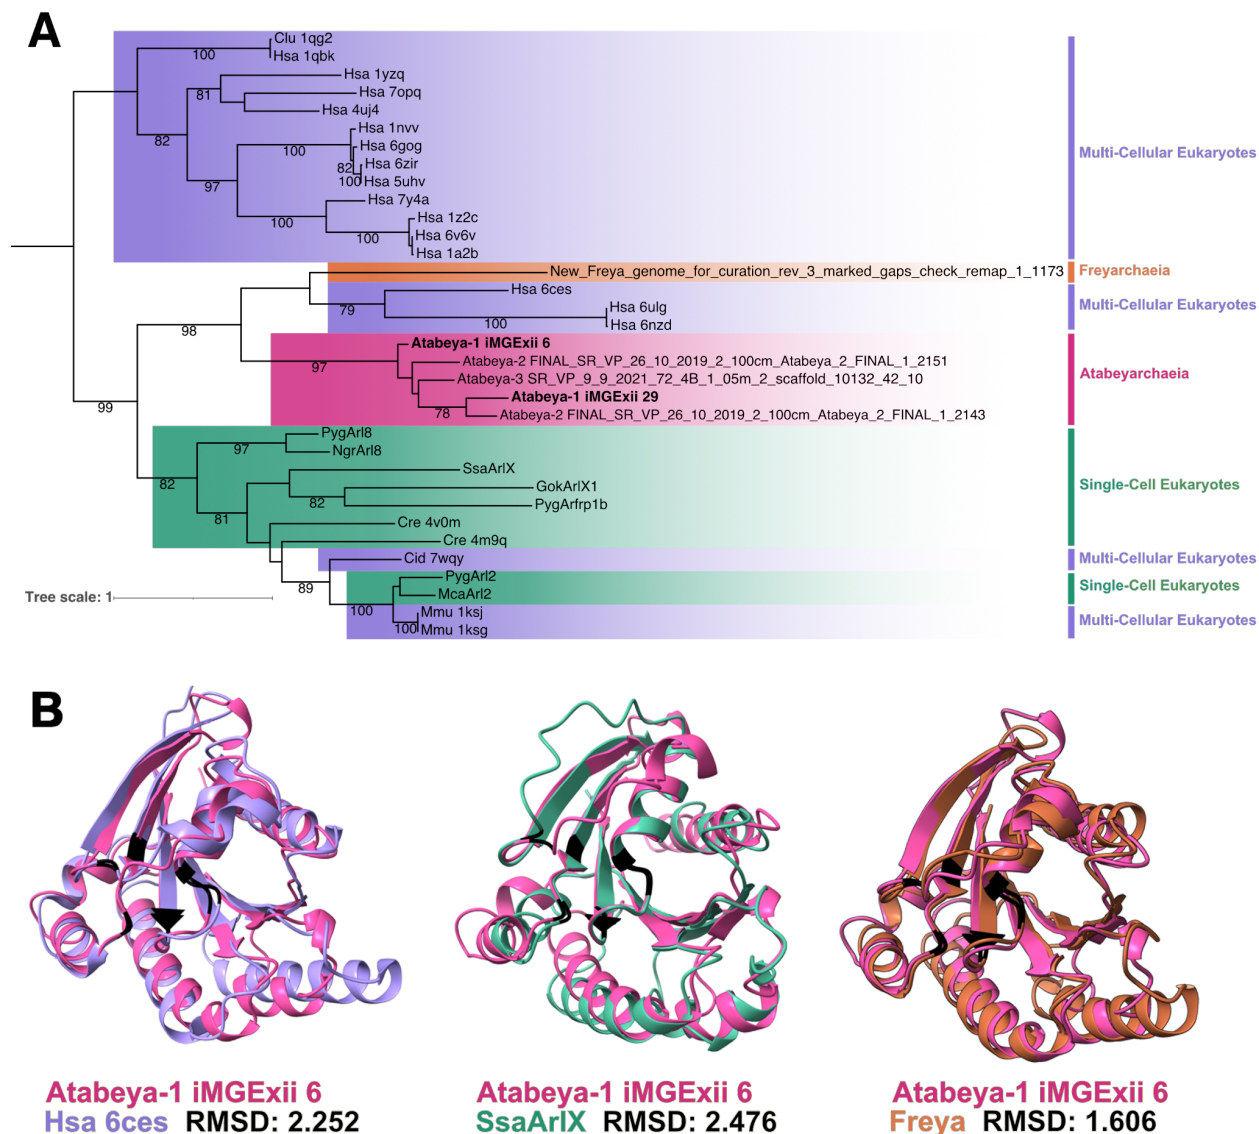 A
Clu 1qg2
Hsa 1qbk
100
Hsa 1yzq
81
Hsa 7opq
Hsa 4uj4
82
Hsa 1nvv
100
Hsa 6gog
82
Hsa 6zir
100
Hsa 5uhv
97
Hsa 7y4a
100
Hsa 1z2c
100
Hsa 6v6v
Hsa 1a2b
Multi-Cellular Eukaryotes
New_Freya_genome_for_curation_rev_3_marked_gaps_check_remap_1_1173
Freyarchaeia
Hsa 6ces
79
Hsa 6ulg
100
Hsa 6nzd
Multi-Cellular Eukaryotes
98
Atabeya-1 iMGExii 6
97
Atabeya-2 FINAL_SR_VP_26_10_2019_2_100cm_Atabeya_2_FINAL_1_2151
Atabeya-3 SR_VP_9_9_2021_72_4B_1_05m_2_scaffold_10132_42_10
Atabeya-1 iMGExii 29
78
Atabeya-2 FINAL_SR_VP_26_10_2019_2_100cm_Atabeya_2_FINAL_1_2143
Atabeyarchaeia
99
PygArl8
97
NgrArl8
SsaArlX
82
GokArlX1
82
PygArfrp1b
81
Cre 4v0m
Cre 4m9q
Single-Cell Eukaryotes
Cid 7wqy
Multi-Cellular Eukaryotes
89
PygArl2
McaArl2
Single-Cell Eukaryotes
100
Mmu 1ksj
100
Mmu 1ksg
Multi-Cellular Eukaryotes
Tree scale: 1
B
Atabeya-1 iMGExii 6
Hsa 6ces RMSD: 2.252
Atabeya-1 iMGExii 6
SsaArlX RMSD: 2.476
Atabeya-1 iMGExii 6
Freya RMSD: 1.606